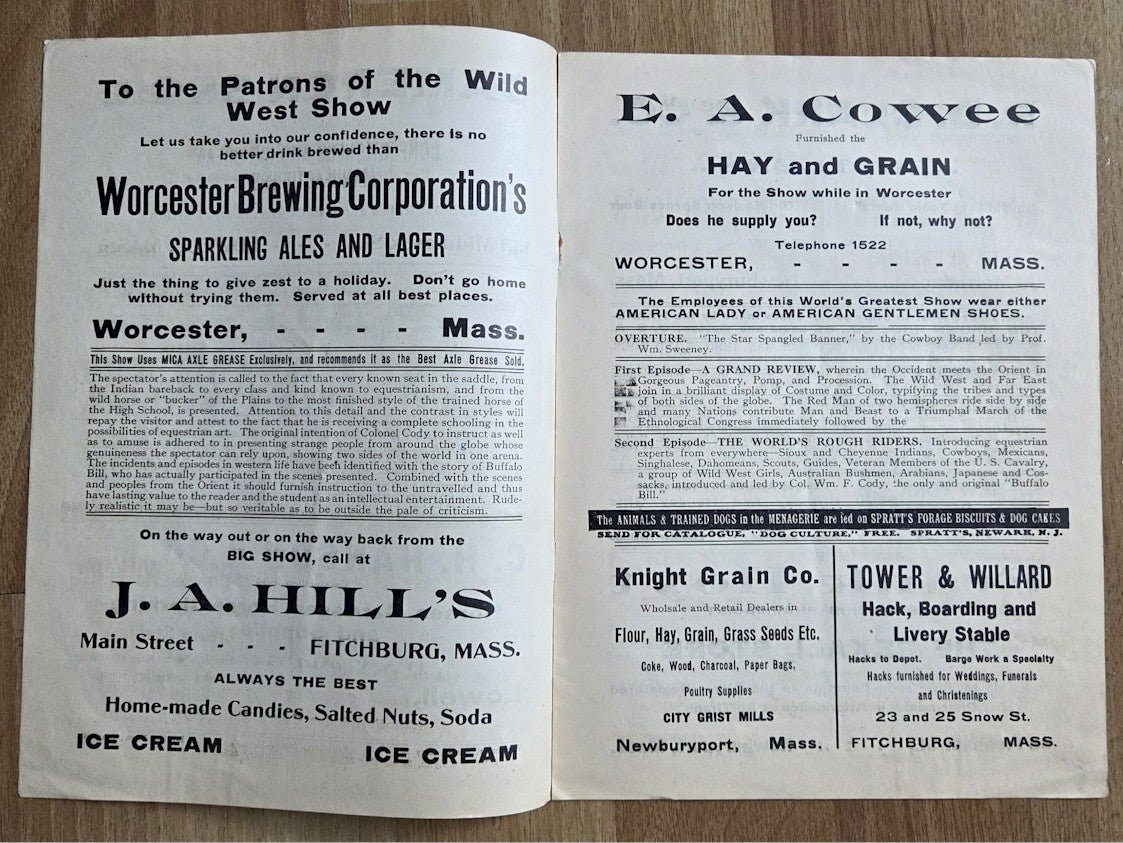 To the Patrons of the Wild
West Show
Let us take you into our confidence, there is no
better drink brewed than
Worcester Brewing Corporation's
SPARKLING ALES AND LAGER
Just the thing to give zest to a holiday. Don't go home
without trying them. Served at all best places.
Worcester, - - - - Mass.
This Show Uses MICA AXLE GREASE Exclusively, and recommends it as the Best Axle Grease Sold.
The spectator's attention is called to the fact that every known seat in the saddle, from
the Indian bareback to every class and kind known to equestrianism, and from the
wild horse or "bucker" of the Plains to the most finished style of the trained horse of
the High School, is presented. Attention to this detail and the contrast in styles will
repay the visitor and attest to the fact that he is receiving a complete schooling in the
possibilities of equestrian art. The original intention of Colonel Cody to instruct as well
as to amuse is adhered to in presenting strange people from around the globe whose
genuineness the spectator can rely upon, showing two sides of the world in one arena.
The incidents and episodes in western life have been identified with the story of Buffalo
Bill, who has actually participated in the scenes presented. Combined with the scenes
and peoples from the Orient it should furnish instruction to the untravelled and thus
have lasting value to the reader and the student as an intellectual entertainment. Rude-
ly realistic it may be—but so veritable as to be outside the pale of criticism.
On the way out or on the way back from the
BIG SHOW, call at
J. A. HILL'S
Main Street - - - FITCHBURG, MASS.
ALWAYS THE BEST
Home-made Candies, Salted Nuts, Soda
ICE CREAM ICE CREAM
E. A. Cowee
Furnished the
HAY and GRAIN
For the Show while in Worcester
Does he supply you? If not, why not?
Telephone 1522
WORCESTER, - - - - MASS.
The Employees of this World's Greatest Show wear either
AMERICAN LADY or AMERICAN GENTLEMEN SHOES.
OVERTURE. "The Star Spangled Banner," by the Cowboy Band led by Prof.
Wm. Sweeney.
First Episode—A GRAND REVIEW, wherein the Occident meets the Orient in
Gorgeous Pageantry, Pomp, and Procession. The Wild West and Far East
join in a brilliant display of Costume and Color, typifying the tribes and types
of both sides of the globe. The Red Man of two hemispheres ride side by side
and many Nations contribute Man and Beast to a Triumphal March of the
Ethnological Congress immediately followed by the
Second Episode—THE WORLD'S ROUGH RIDERS. Introducing equestrian
experts from everywhere—Sioux and Cheyenne Indians, Cowboys, Mexicans,
Singhalese, Dahomeans, Scouts, Guides, Veteran Members of the U. S. Cavalry,
a group of Wild West Girls, Australian Bushmen, Arabians, Japanese and Cos-
sacks, introduced and led by Col. Wm. F. Cody, the only and original "Buffalo
Bill."
The ANIMALS & TRAINED DOGS in the MENAGERIE are fed on SPRATT'S FORAGE BISCUITS & DOG CAKES
SEND FOR CATALOGUE, "DOG CULTURE," FREE. SPRATT'S, NEWARK, N. J.
Knight Grain Co.
Wholesale and Retail Dealers in
Flour, Hay, Grain, Grass Seeds Etc.
Coke, Wood, Charcoal, Paper Bags,
Poultry Supplies
CITY GRIST MILLS
Newburyport, Mass.
TOWER & WILLARD
Hack, Boarding and
Livery Stable
Hacks to Depot. Barge Work a Specialty
Hacks furnished for Weddings, Funerals
and Christenings
23 and 25 Snow St.
FITCHBURG, MASS.